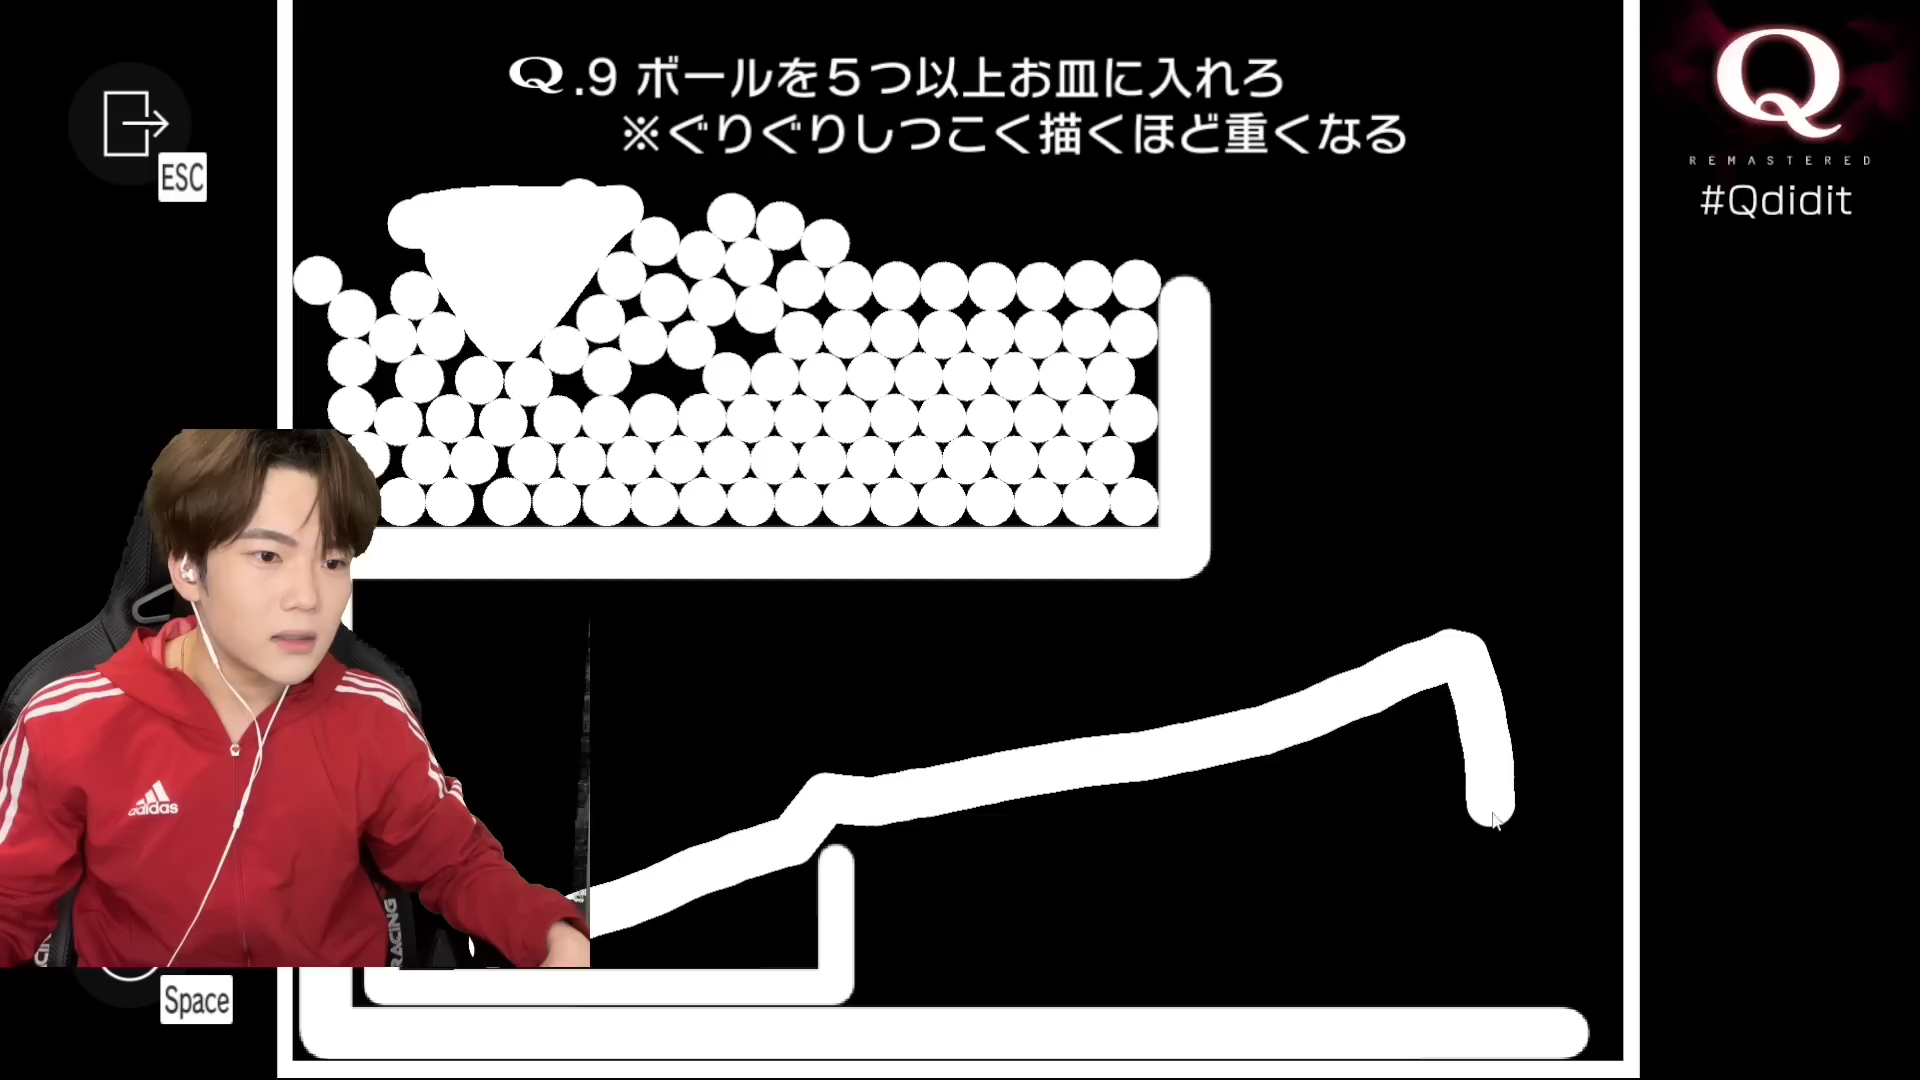 Q.9 ボールを5つ以上お皿に入れろ
※ぐりぐりしつこく描くほど重くなる
Q
REMASTERED
#Qdidit
ESC
adidas
RACING
Space